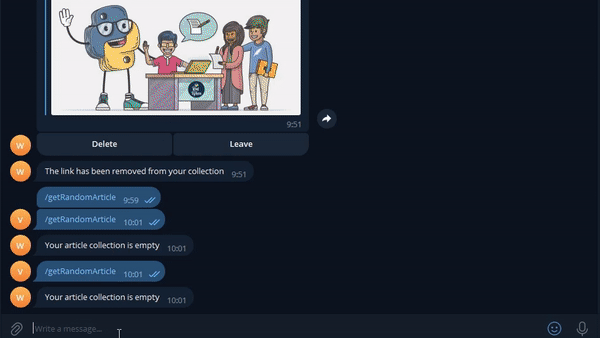 9:51
Delete Leave
W
W The link has been removed from your collection 9:51
/getRandomArticle 9:59
V /getRandomArticle 10:01
W Your article collection is empty 10:01
V /getRandomArticle 10:01
W Your article collection is empty 10:01
Write a message...